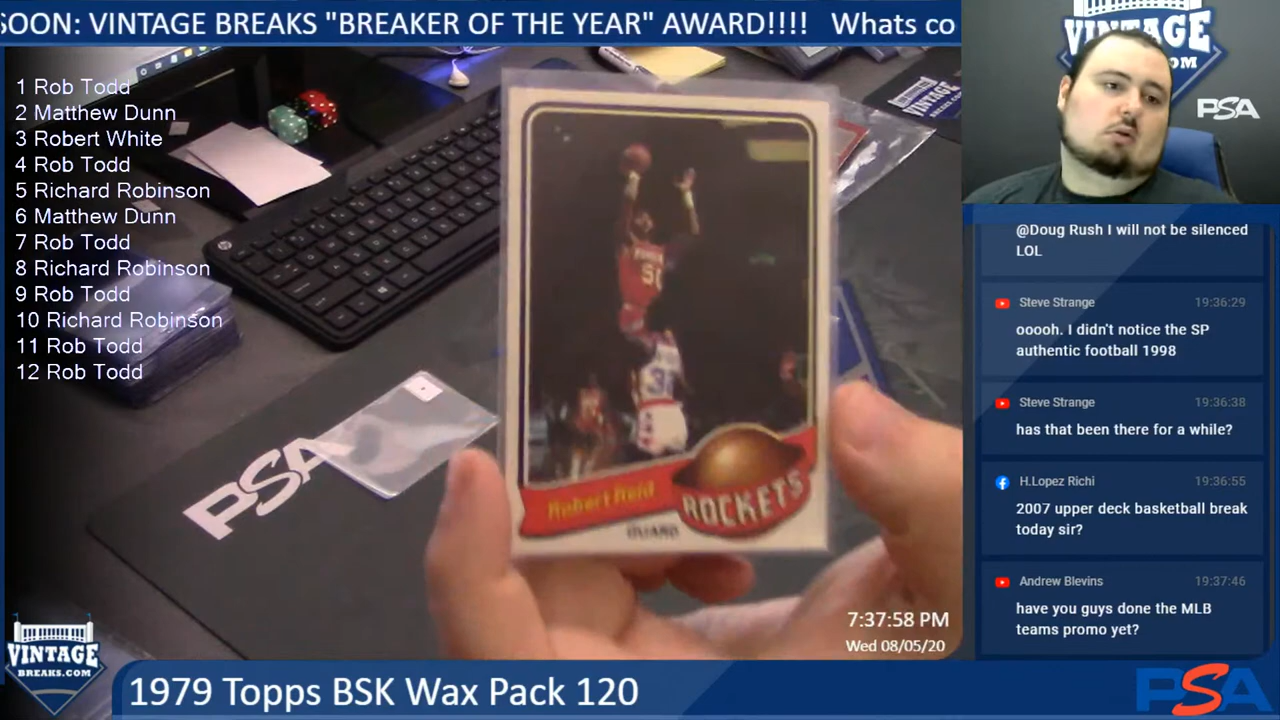 SOON: VINTAGE BREAKS "BREAKER OF THE YEAR" AWARD!!!! Whats co
1 Rob Todd
2 Matthew Dunn
3 Robert White
4 Rob Todd
5 Richard Robinson
6 Matthew Dunn
7 Rob Todd
8 Richard Robinson
9 Rob Todd
10 Richard Robinson
11 Rob Todd
12 Rob Todd
50
3
Robert Reid
ROCKETS
GUARD
PSA
VINTAGE
VINTAGE
.COM
PSA
@Doug Rush I will not be silenced
LOL
Steve Strange 19:36:29
ooooh. I didn't notice the SP
authentic football 1998
Steve Strange 19:36:38
has that been there for a while?
H.Lopez Richi 19:36:55
2007 upper deck basketball break
today sir?
Andrew Blevins 19:37:46
have you guys done the MLB
teams promo yet?
7:37:58 PM
Wed 08/05/20
VINTAGE
BREAKS.COM
1979 Topps BSK Wax Pack 120
PSA